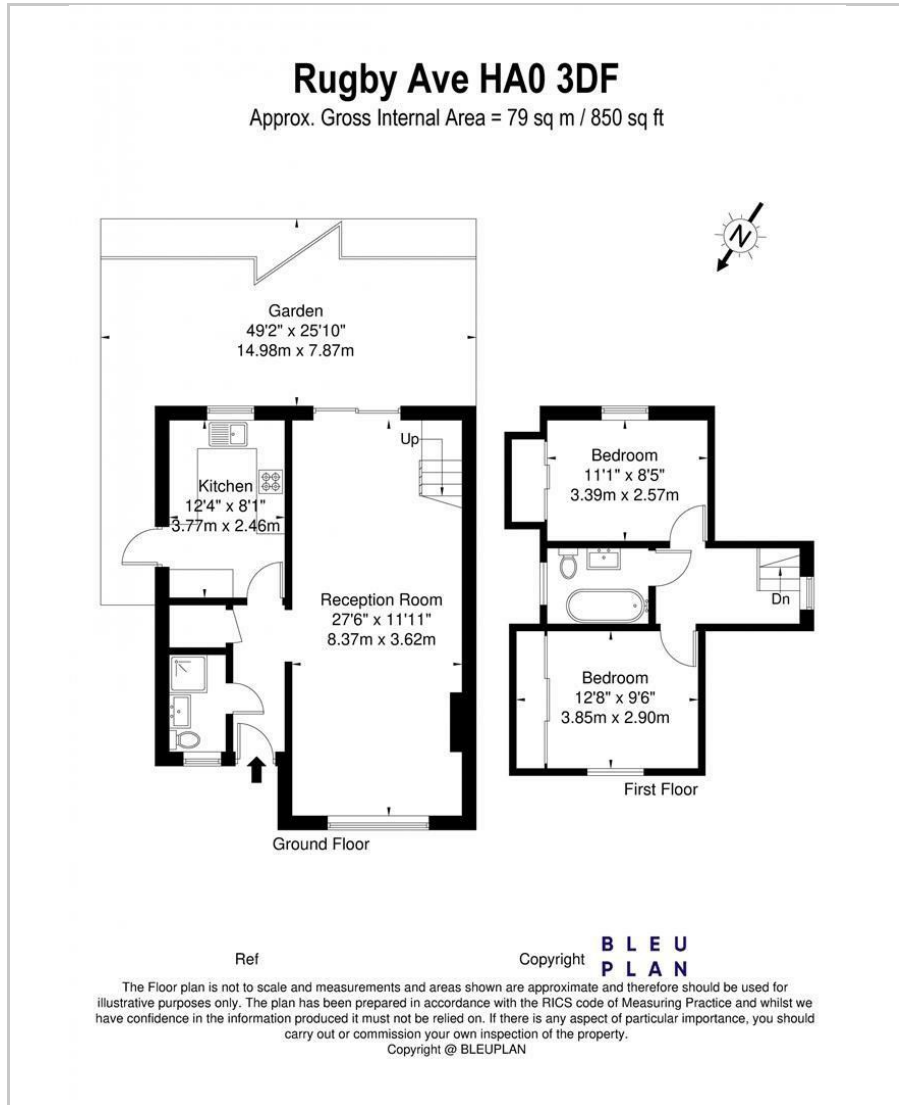 Rugby Ave HA0 3DF
Approx. Gross Internal Area = 79 sq m / 850 sq ft
N
Garden
49'2" x 25'10"
14.98m x 7.87m
Up
Kitchen
12'4" x 8'1"
3.77m x 2.46m
Reception Room
27'6" x 11'11"
8.37m x 3.62m
Ground Floor
Bedroom
11'1" x 8'5"
3.39m x 2.57m
Dn
Bedroom
12'8" x 9'6"
3.85m x 2.90m
First Floor
Ref
Copyright
BLEU
PLAN
The Floor plan is not to scale and measurements and areas shown are approximate and therefore should be used for
illustrative purposes only. The plan has been prepared in accordance with the RICS code of Measuring Practice and whilst we
have confidence in the information produced it must not be relied on. If there is any aspect of particular importance, you should
carry out or commission your own inspection of the property.
Copyright @ BLEUPLAN